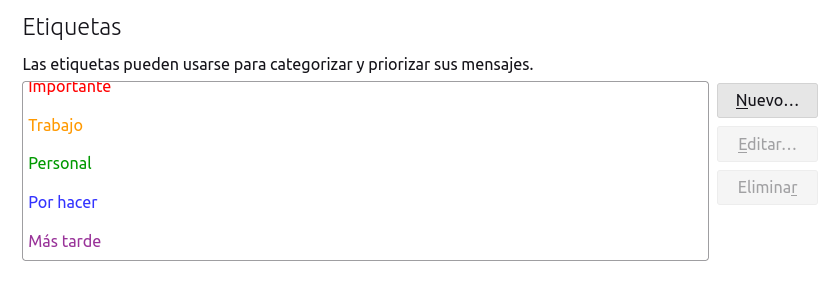 Etiquetas
Las etiquetas pueden usarse para categorizar y priorizar sus mensajes.
Importante
Trabajo
Personal
Por hacer
Más tarde
Nuevo…
Editar…
Eliminar